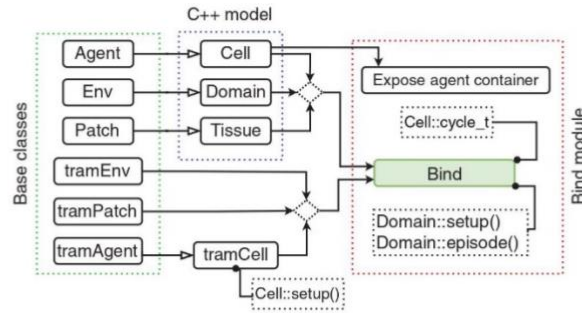 C++ model
Agent
Cell
Env
Domain
Patch
Tissue
tramEnv
tramPatch
tramAgent
tramCell
Cell::setup()
Base classes
Expose agent container
Cell::cycle_t
Bind
Domain::setup()
Domain::episode()
Bind module